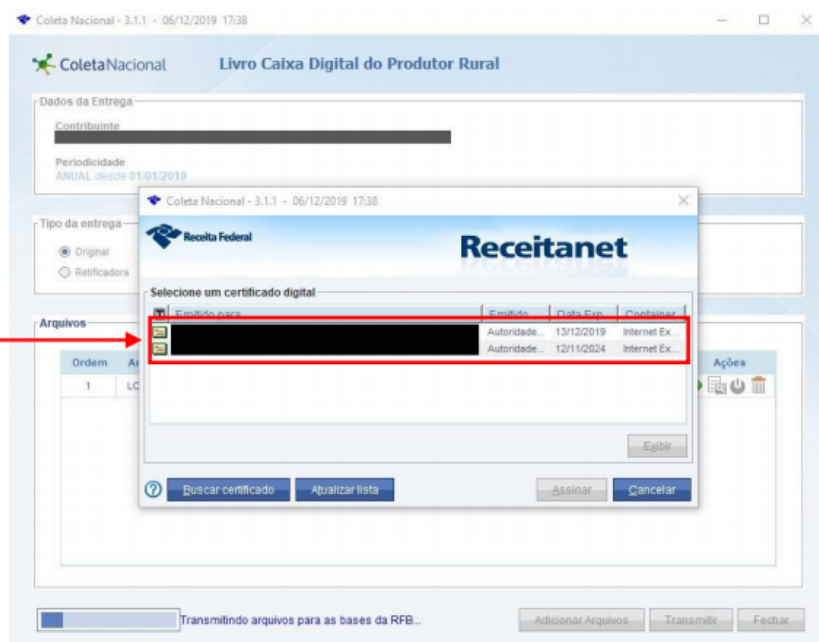 Coleta Nacional - 3.1.1 - 06/12/2019 17:38
ColetaNacional
Livro Caixa Digital do Produtor Rural
Dados da Entrega
Contribuinte
Periodicidade
ANUAL desde 01/01/2019
Coleta Nacional - 3.1.1 - 06/12/2019 17:38
Tipo da entrega
Original
Retificadora
Receita Federal
Receitanet
Selecione um certificado digital
Emitido para Emitido... Data Exp... Container
Autoridade... 13/12/2019 Internet Ex...
Autoridade... 12/11/2024 Internet Ex...
Arquivos
Ordem Ações
1 LC
Exibir
Buscar certificado Atualizar lista Assinar Cancelar
Transmitindo arquivos para as bases da RFB... Adicionar Arquivos Transmitir Fechar